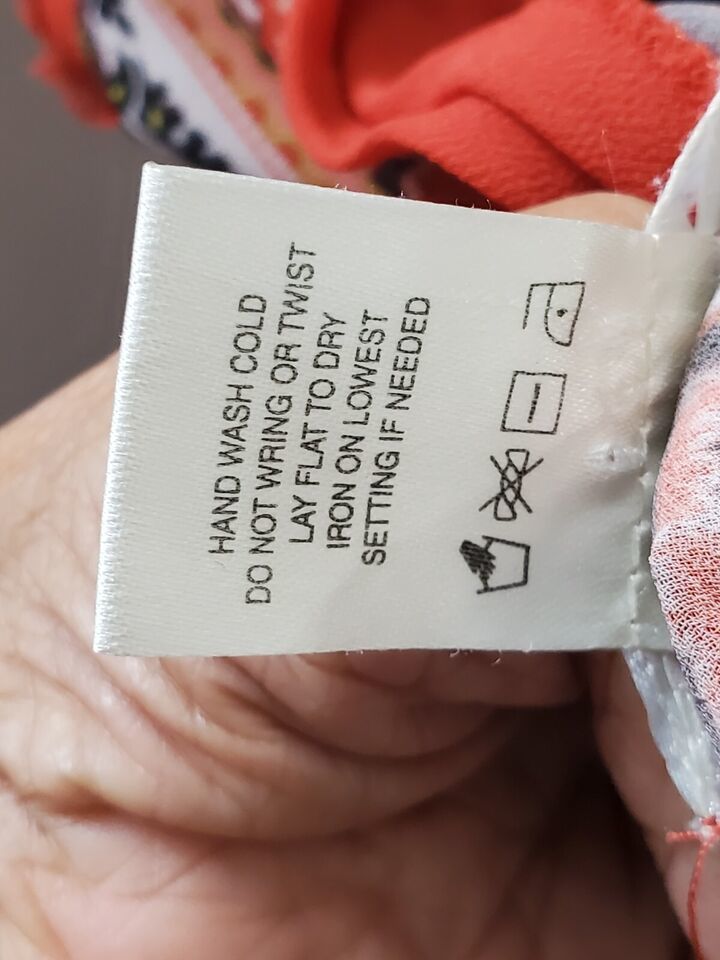 HAND WASH COLD
DO NOT WRING OR TWIST
LAY FLAT TO DRY
IRON ON LOWEST
SETTING IF NEEDED